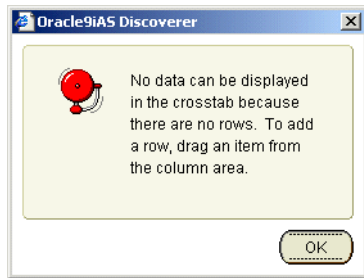 Oracle9iAS Discoverer
No data can be displayed
in the crosstab because
there are no rows. To add
a row, drag an item from
the column area.
OK